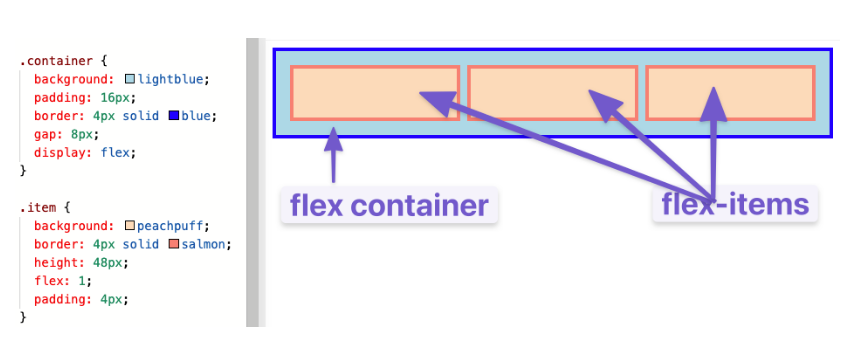 .container {
background: lightblue;
padding: 16px;
border: 4px solid blue;
gap: 8px;
display: flex;
}
.item {
background: peachpuff;
border: 4px solid salmon;
height: 48px;
flex: 1;
padding: 4px;
}
flex container
flex-items